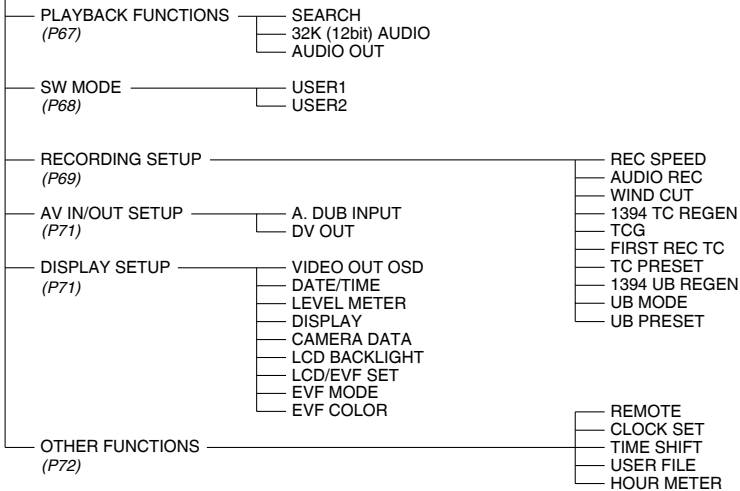 PLAYBACK FUNCTIONS
(P67)
SEARCH
32K (12bit) AUDIO
AUDIO OUT
SW MODE
(P68)
USER1
USER2
RECORDING SETUP
(P69)
REC SPEED
AUDIO REC
WIND CUT
1394 TC REGEN
TCG
FIRST REC TC
TC PRESET
1394 UB REGEN
UB MODE
UB PRESET
AV IN/OUT SETUP
(P71)
A. DUB INPUT
DV OUT
DISPLAY SETUP
(P71)
VIDEO OUT OSD
DATE/TIME
LEVEL METER
DISPLAY
CAMERA DATA
LCD BACKLIGHT
LCD/EVF SET
EVF MODE
EVF COLOR
OTHER FUNCTIONS
(P72)
REMOTE
CLOCK SET
TIME SHIFT
USER FILE
HOUR METER